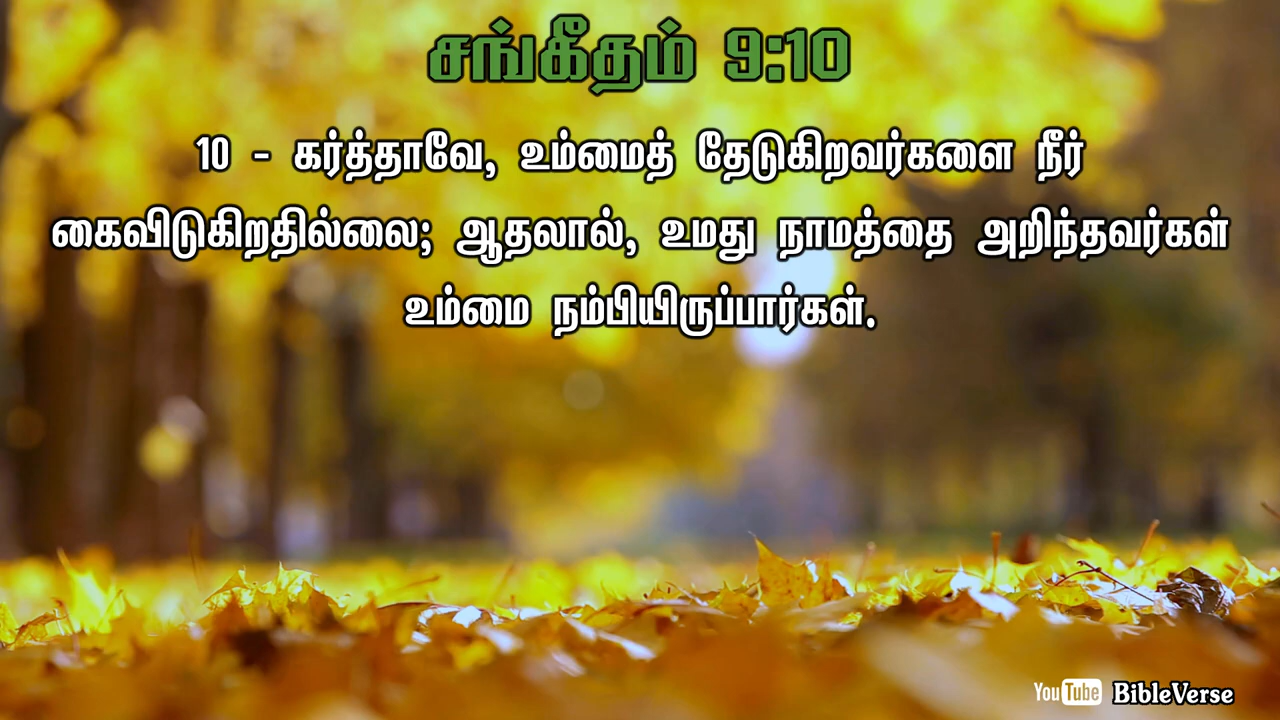 சங்கீதம் 9:10
10 - கர்த்தாவே, உம்மைத் தேடுகிறவர்களை நீர்
கைவிடுகிறதில்லை; ஆதலால், உமது நாமத்தை அறிந்தவர்கள்
உம்மை நம்பியிருப்பார்கள்.
YouTube BibleVerse